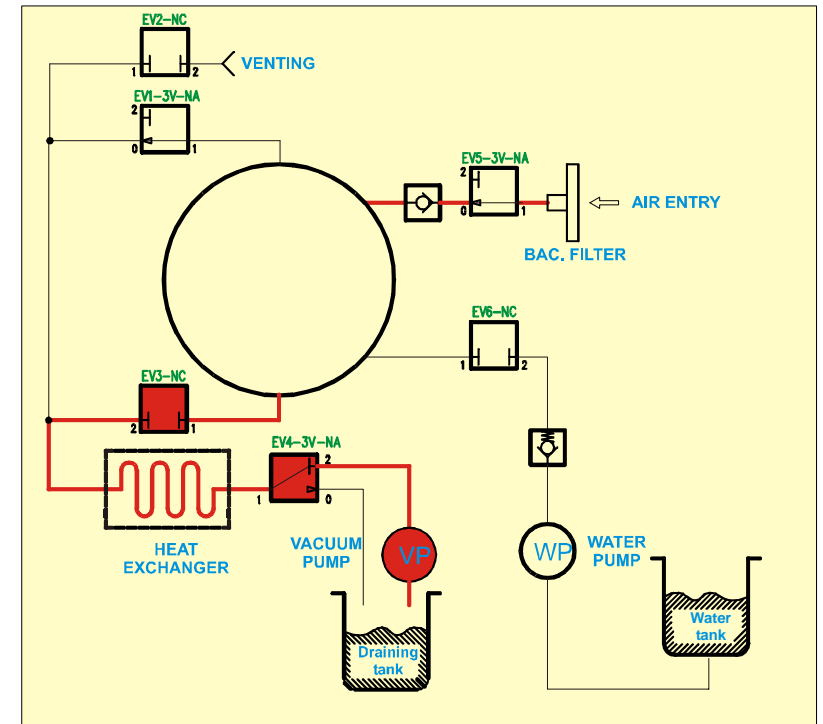 EV2-NC
1
2
VENTING
EV1-3V-NA
2
0
1
EV5-3V-NA
2
0
1
AIR ENTRY
BAC. FILTER
EV6-NC
1
2
EV3-NC
2
1
EV4-3V-NA
2
1
0
HEAT
EXCHANGER
VACUUM
PUMP
VP
WP
WATER
PUMP
Draining
tank
Water
tank